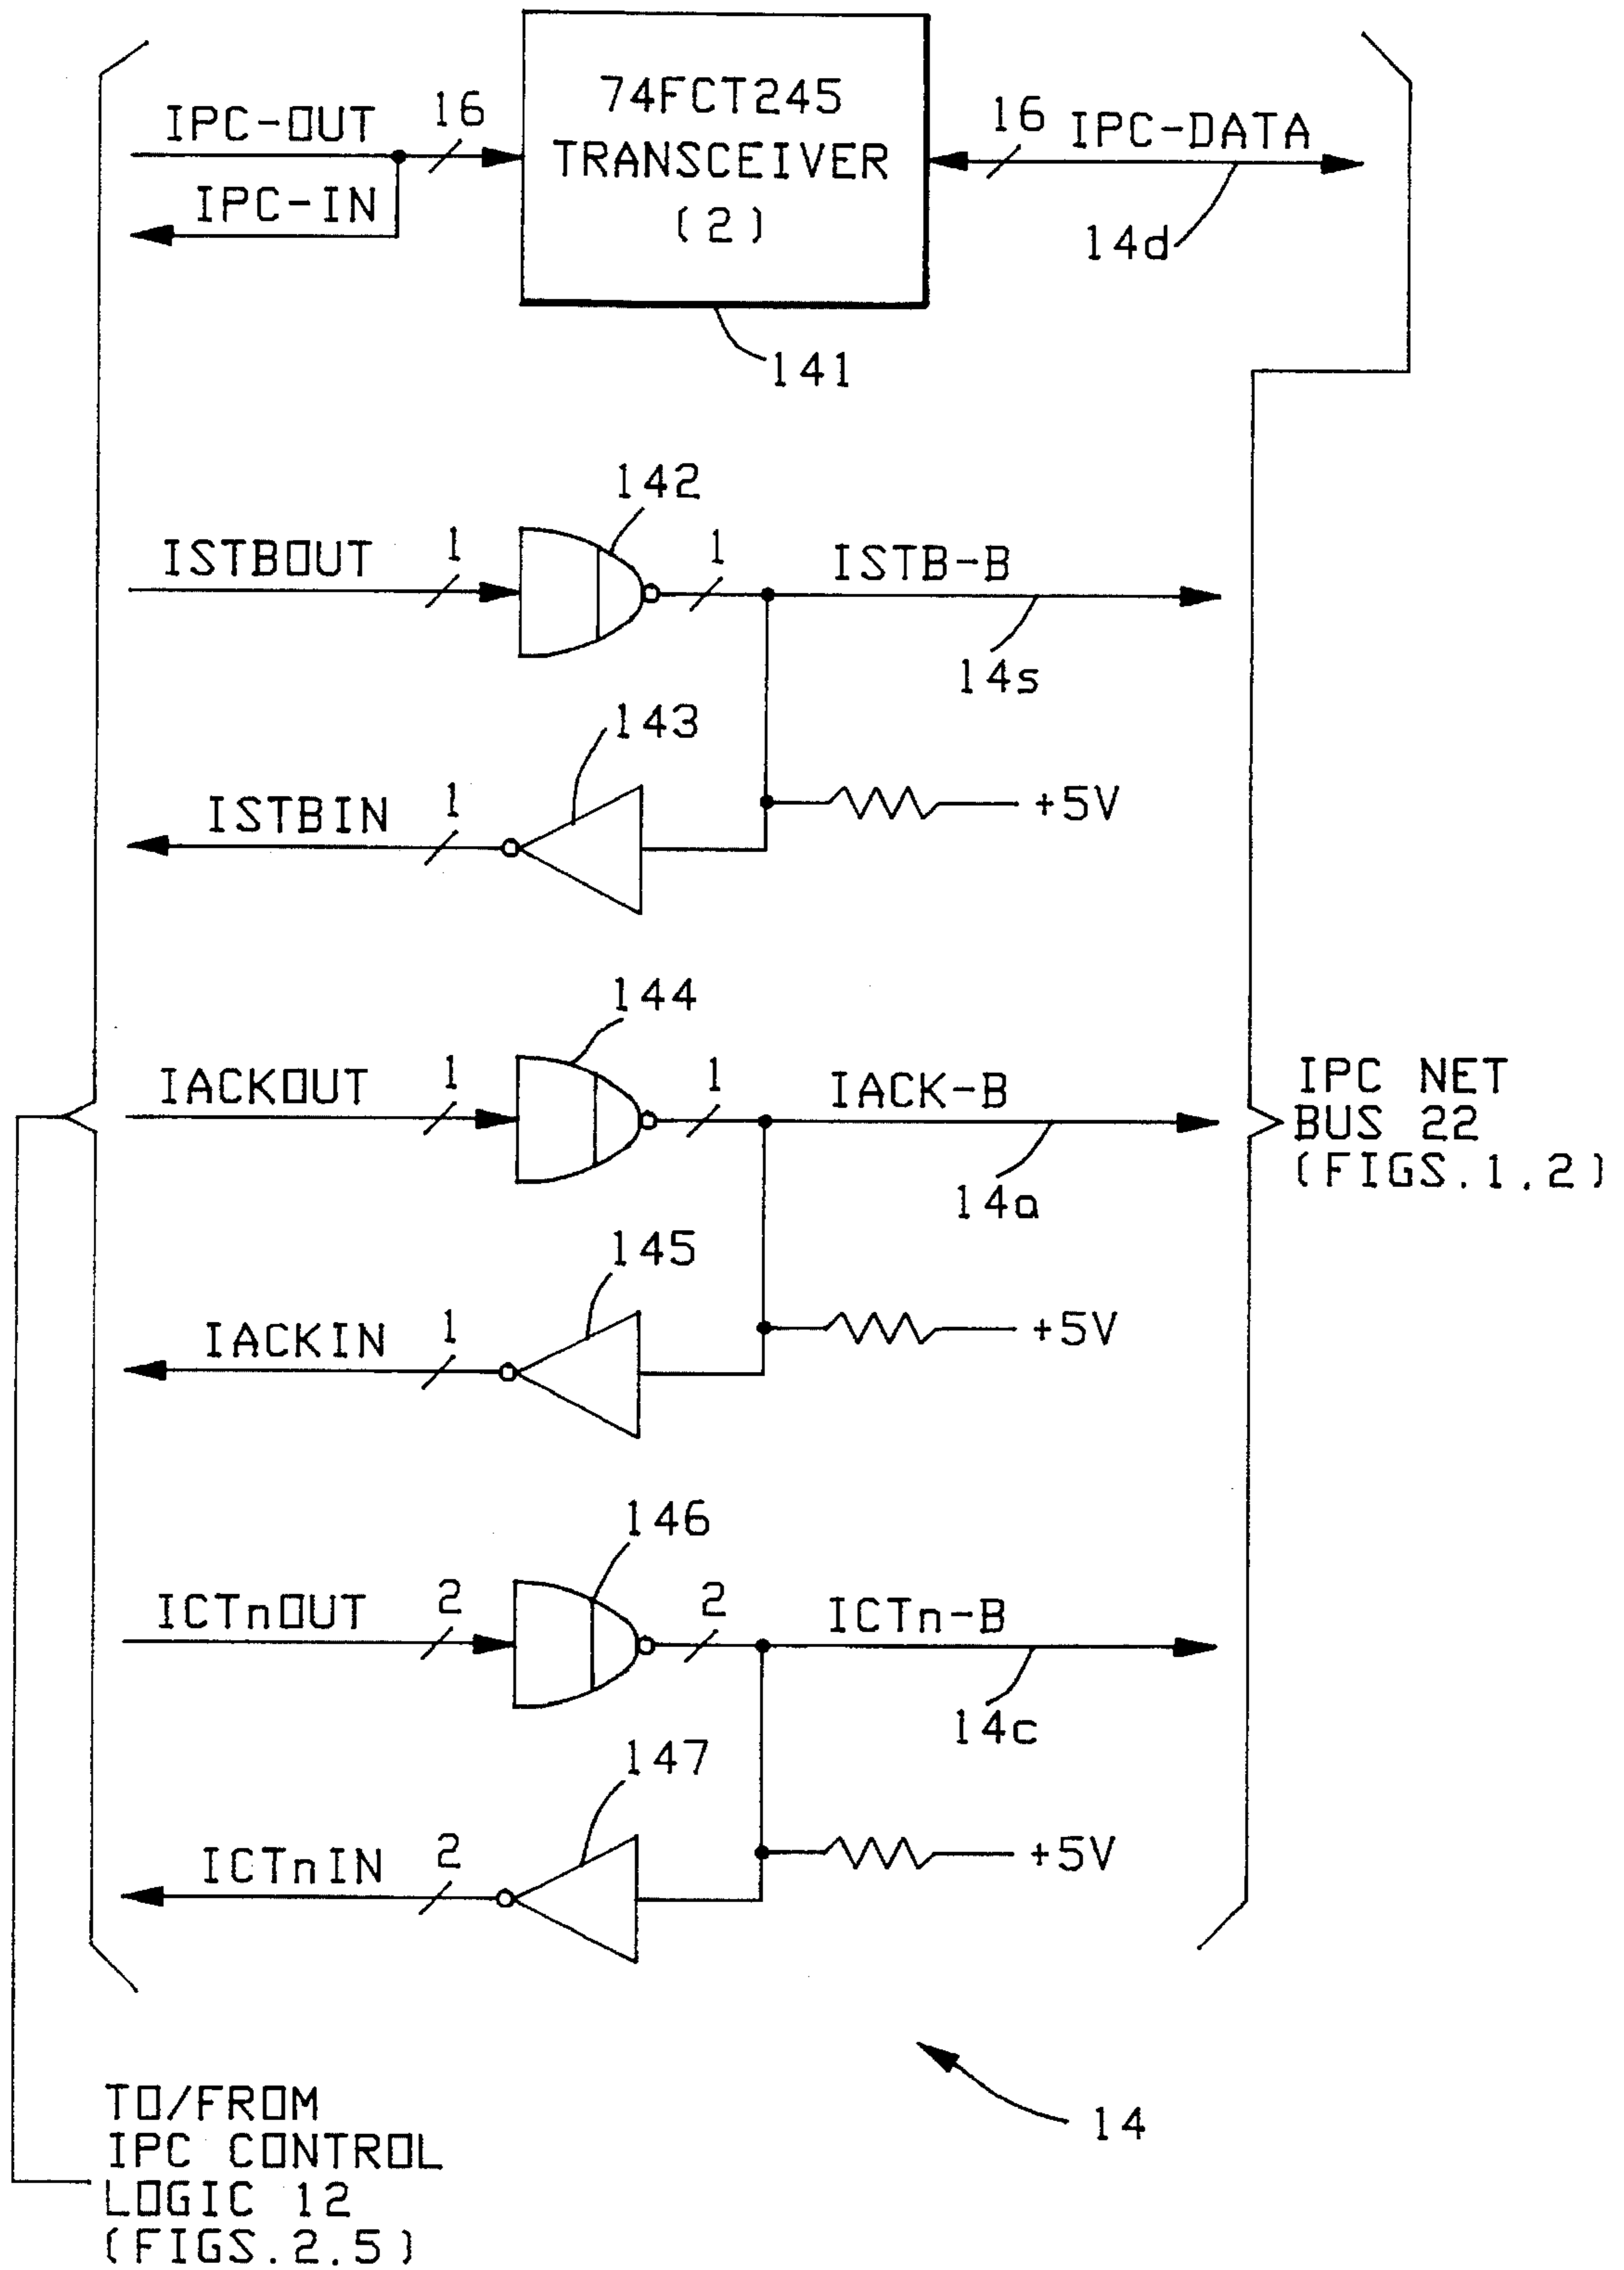 IPC-OUT
16
74FCT245
TRANSCEIVER
(2)
16
IPC-DATA
IPC-IN
14d
141
142
ISTBOUT
1
1
ISTB-B
14s
143
ISTBIN
1
+5V
144
IACKOUT
1
1
IACK-B
IPC NET
BUS 22
(FIGS.1,2)
14a
145
IACKIN
1
+5V
146
ICTnOUT
2
2
ICTn-B
14c
147
ICTnIN
2
+5V
14
TO/FROM
IPC CONTROL
LOGIC 12
(FIGS.2,5)